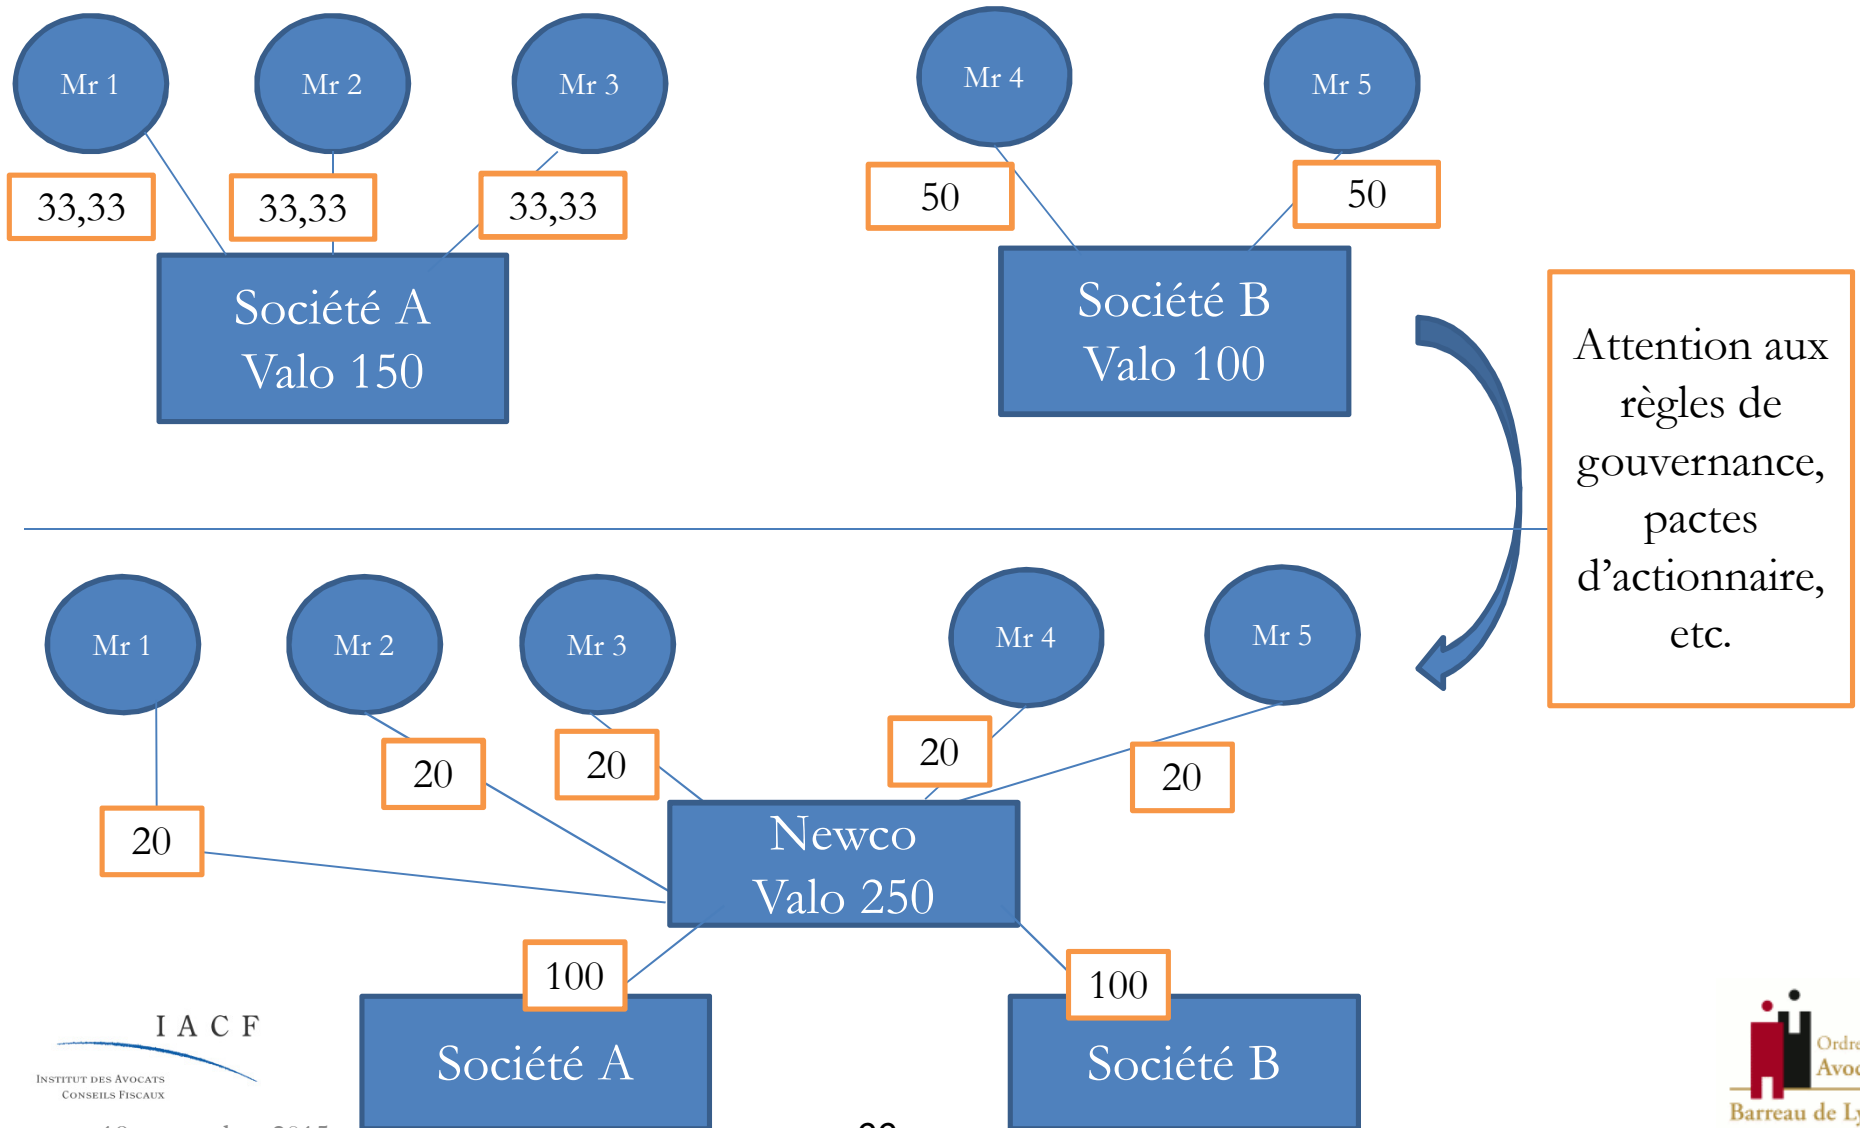 Mr 1
Mr 2
Mr 3
Mr 4
Mr 5
33,33
33,33
33,33
50
50
Société A
Valo 150
Société B
Valo 100
Attention aux
règles de
gouvernance,
pactes
d'actionnaire,
etc.
Mr 1
Mr 2
Mr 3
Mr 4
Mr 5
20
20
20
20
20
Newco
Valo 250
100
100
Société A
Société B
IACF
INSTITUT DES AVOCATS
CONSEILS FISCAUX
Ordre
Barreau de